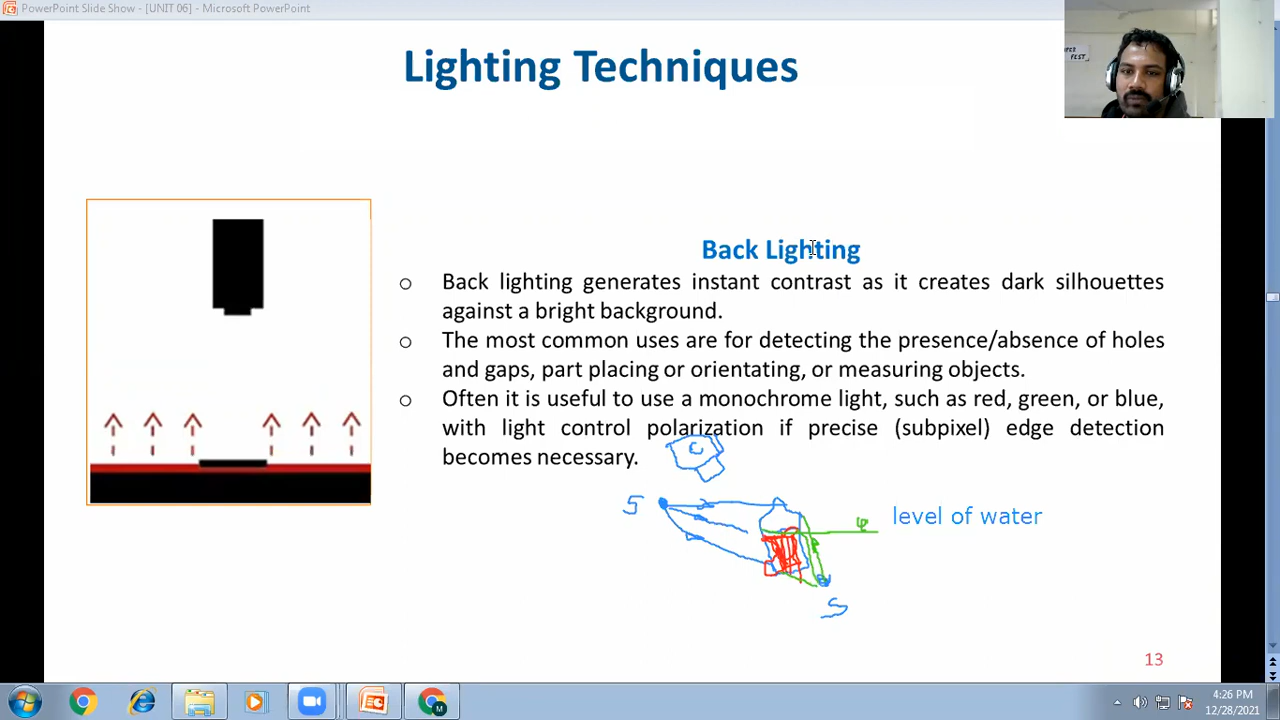 PowerPoint Slide Show - [UNIT 06] - Microsoft PowerPoint
FEST
Lighting Techniques
Back Lighting
Back lighting generates instant contrast as it creates dark silhouettes
against a bright background.
The most common uses are for detecting the presence/absence of holes
and gaps, part placing or orientating, or measuring objects.
Often it is useful to use a monochrome light, such as red, green, or blue,
with light control polarization if precise (subpixel) edge detection
becomes necessary.
C
S
level of water
S
13
4:26 PM
12/28/2021